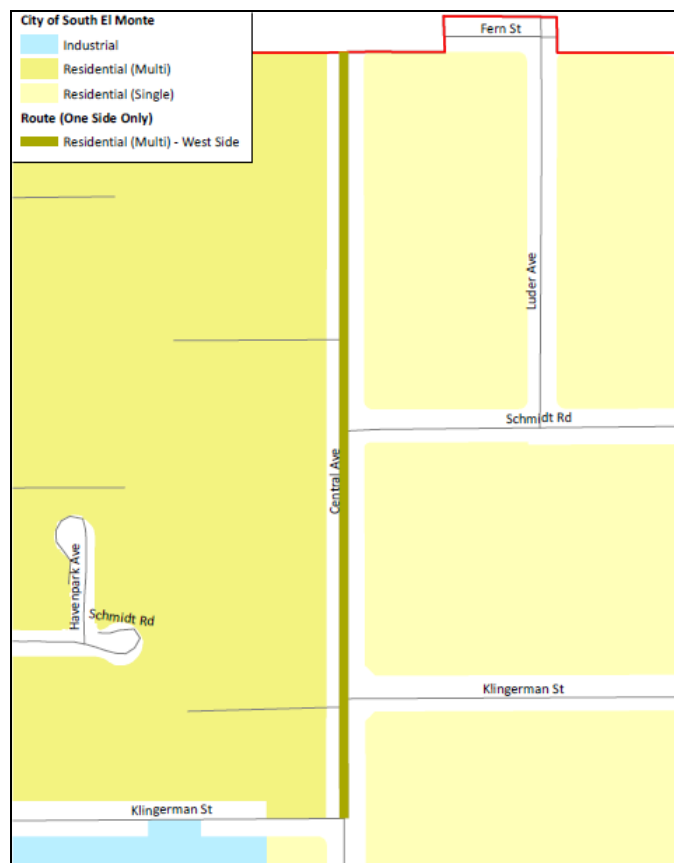 City of South El Monte
Industrial
Residential (Multi)
Residential (Single)
Route (One Side Only)
Residential (Multi) - West Side
Fern St
Luder Ave
Schmidt Rd
Central Ave
Havenpark Ave
Schmidt Rd
Klingerman St
Klingerman St